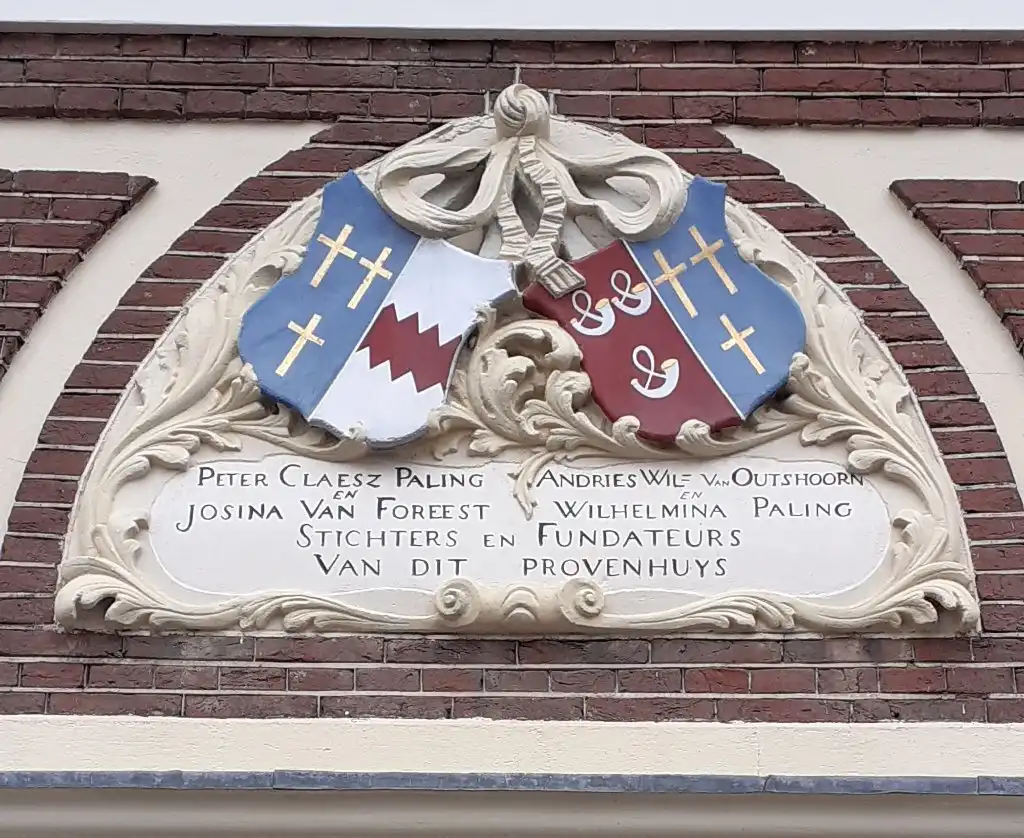 PETER CLAESZ PALING ANDRIES WILZ VAN OUTSHOORN
EN EN
JOSINA VAN FOREEST WILHELMINA PALING
STICHTERS EN FUNDATEURS
VAN DIT PROVENHUYS